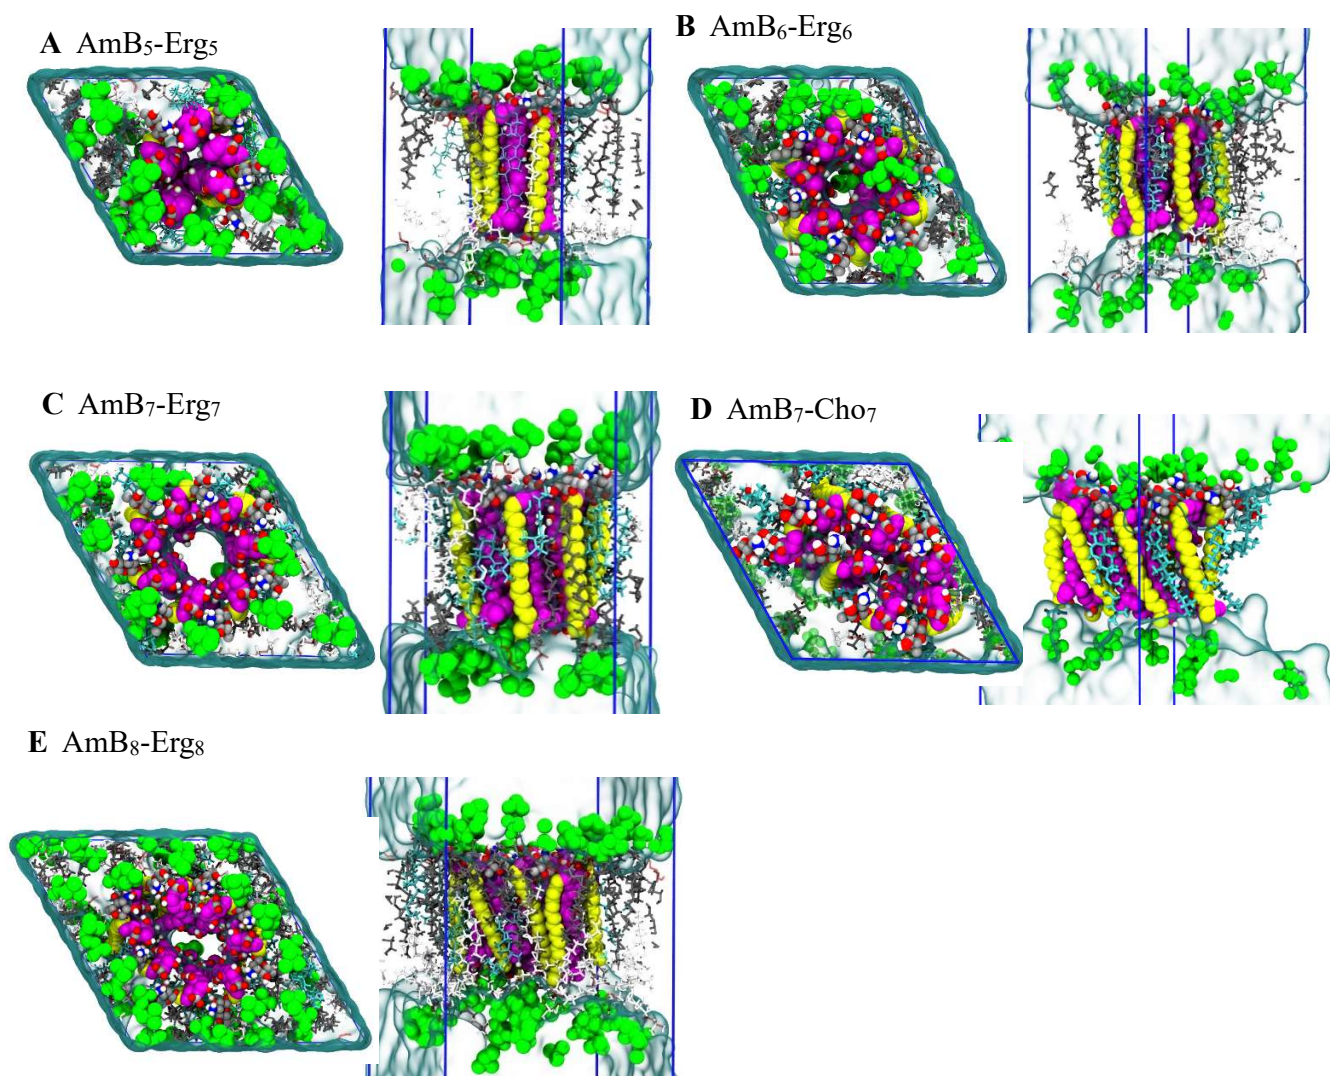 A AmB₅-Erg₅
B AmB₆-Erg₆
C AmB₇-Erg₇
D AmB₇-Cho₇
E AmB₈-Erg₈